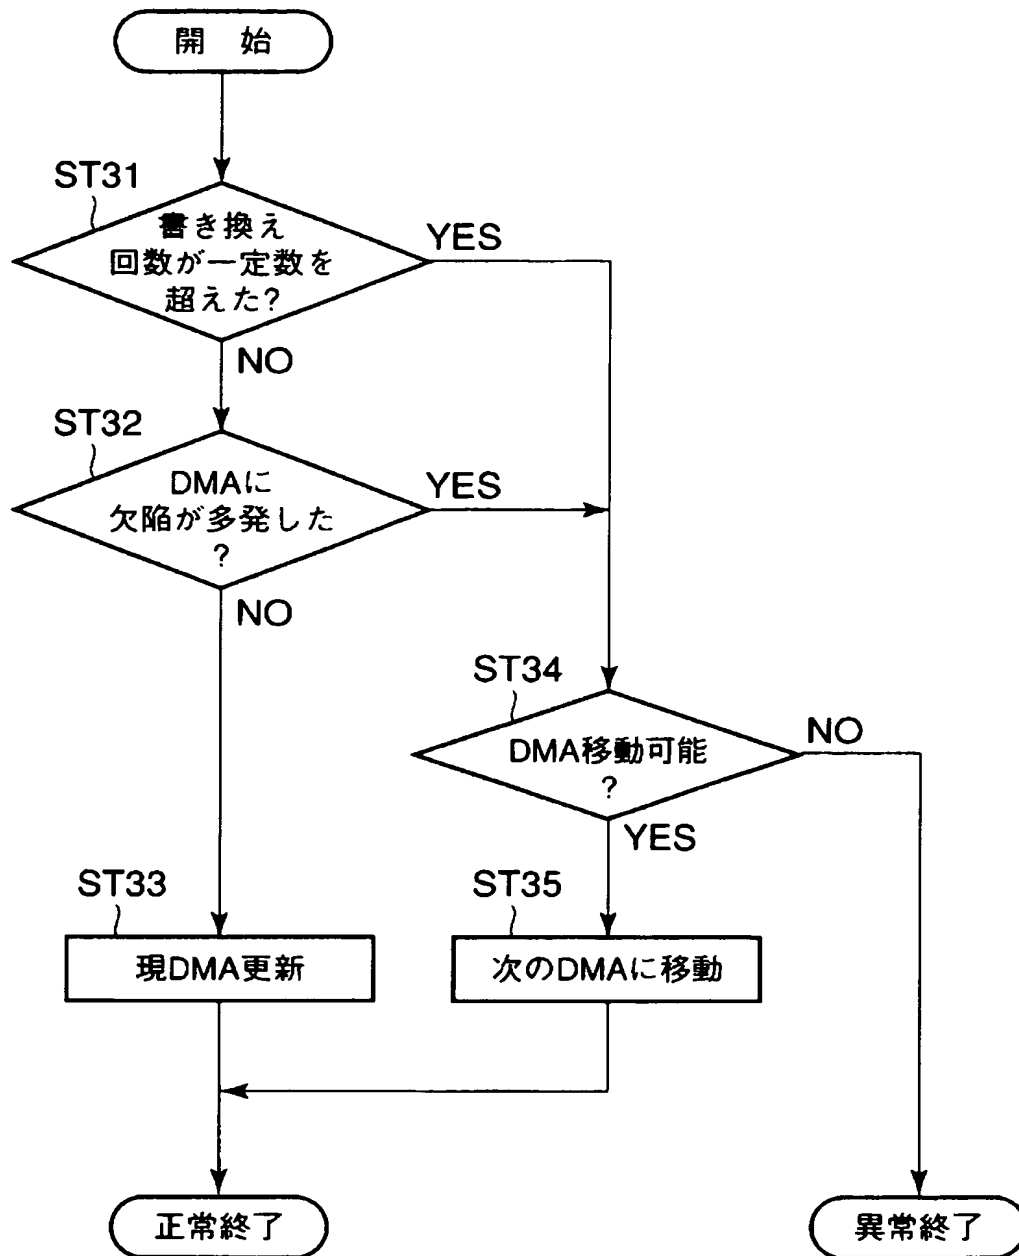 開 始
ST31
書き換え
回数が一定数を
超えた?
YES
NO
ST32
DMAに
欠陥が多発した
?
YES
NO
ST34
DMA移動可能
?
NO
YES
ST33
現DMA更新
ST35
次のDMAに移動
正常終了
異常終了